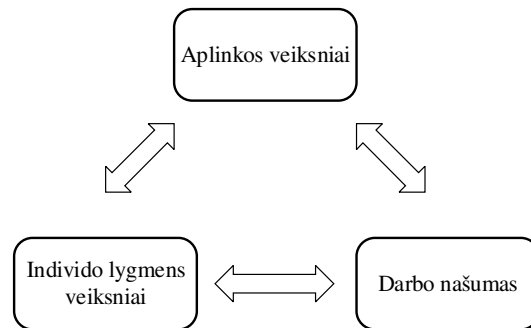 Aplinkos veiksniai
Individo lygmens
veiksniai
Darbo našumas